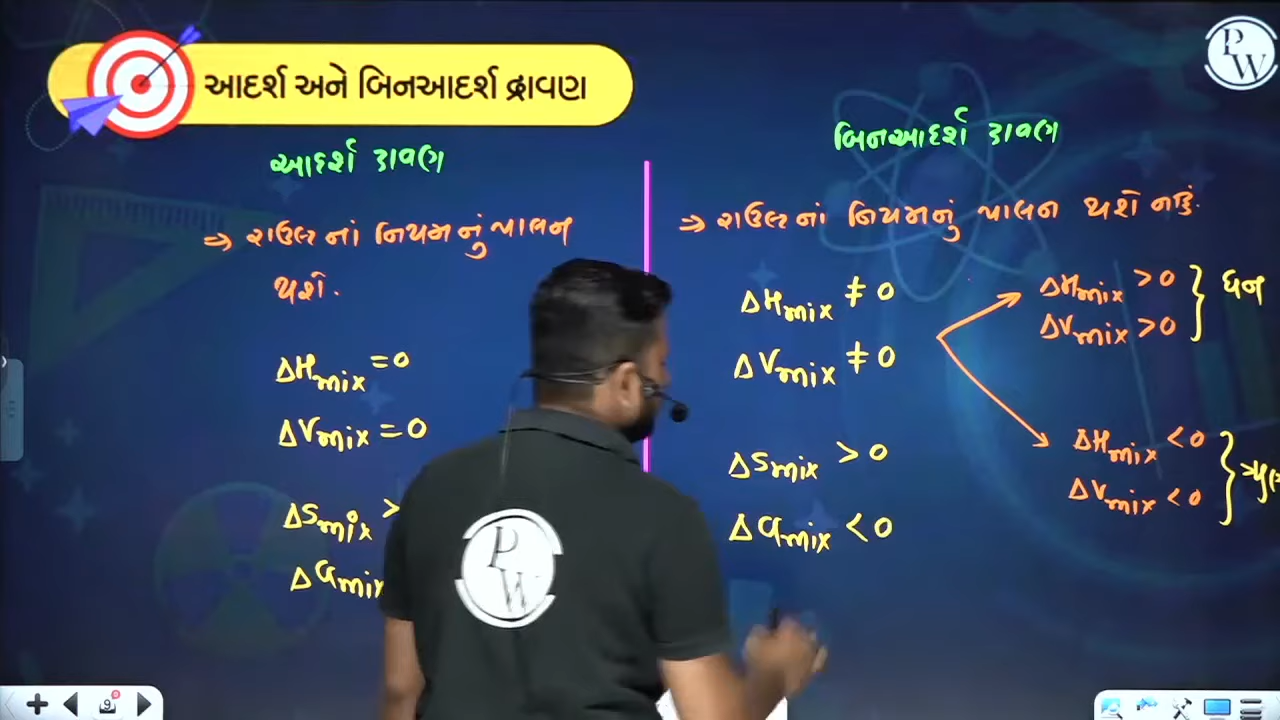 આદર્શ અને બિનઆદર્શ દ્રાવણ
PW
આદર્શ દ્રાવણ
⇒ રાઉલ્ટ નાં નિયમ નું પાલન
થશે.
ΔHmix = 0
ΔVmix = 0
ΔSmix >
ΔGmix
PW
બિનઆદર્શ દ્રાવણ
⇒ રાઉલ્ટ નાં નિયમનું પાલન થશે નહિં.
ΔHmix ≠ 0
ΔVmix ≠ 0
ΔSmix > 0
ΔGmix < 0
ΔHmix > 0
ΔVmix > 0
ધન
ΔHmix < 0
ΔVmix < 0